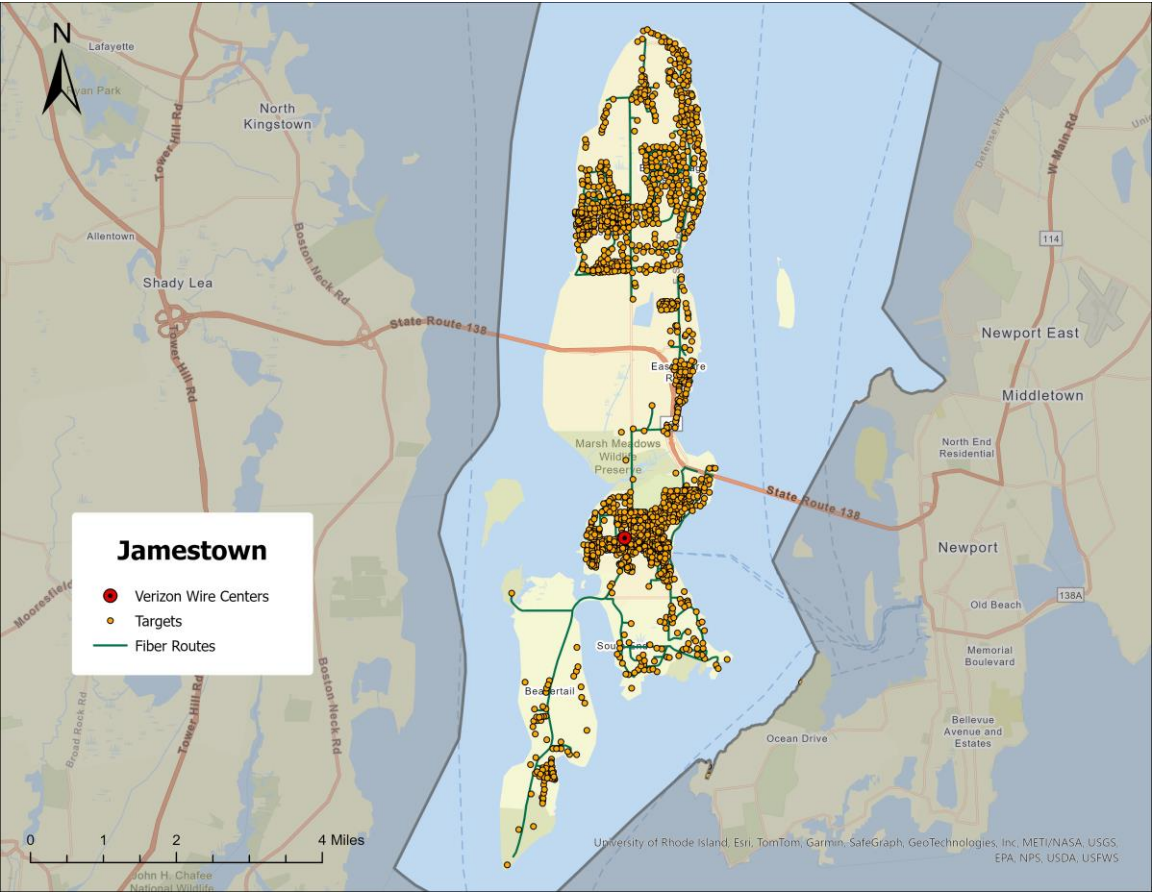 N
Lafayette
Ryan Park
North
Kingstown
Tower Hill Rd
Defense Hwy
W Main Rd
Allentown
Boston Neck Rd
114
Shady Lea
State Route 138
Newport East
Tower Hill Rd
Middletown
Marsh Meadows
Wildlife
Preserve
North End
Residential
State Route 138
Newport
Jamestown
Verizon Wire Centers
Targets
Fiber Routes
Mooresfield
138A
Old Beach
Memorial
Boulevard
Beavertail
Tower Hill Rd
Boston Neck Rd
Broad Rock Rd
Ocean Drive
Bellevue
Avenue and
Estates
0 1 2 4 Miles
University of Rhode Island, Esri, TomTom, Garmin, SafeGraph, GeoTechnologies, Inc, METI/NASA, USGS,
EPA, NPS, USDA, USFWS
John H. Chafee
National Wildlife